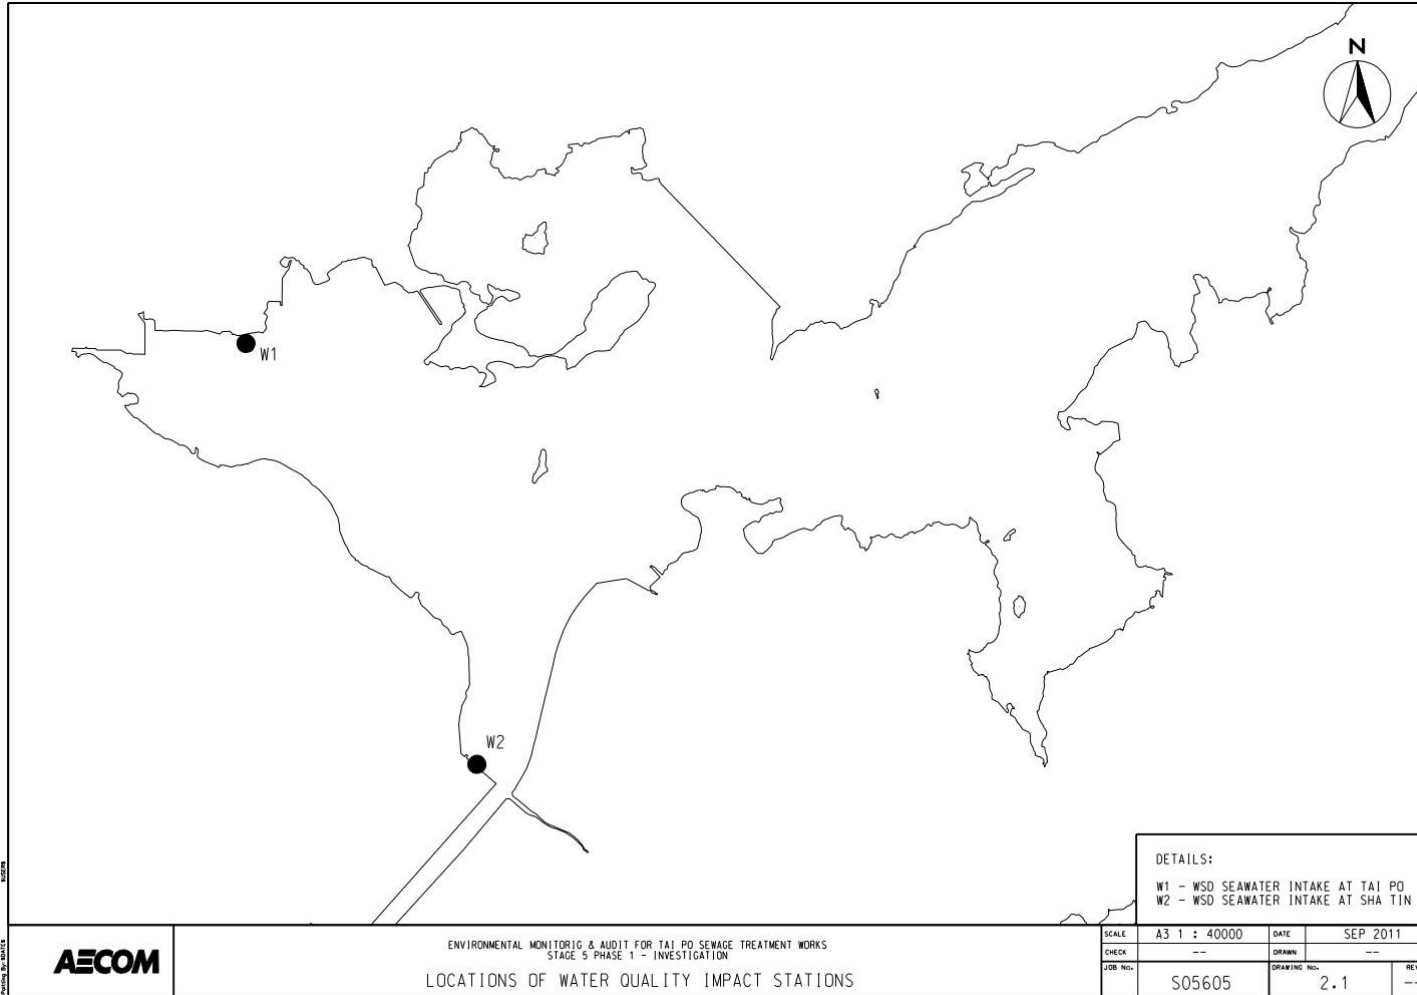 N
W1
W2
DETAILS:
W1 - WSD SEAWATER INTAKE AT TAI PO
W2 - WSD SEAWATER INTAKE AT SHA TIN
AECOM
ENVIRONMENTAL MONITORIG & AUDIT FOR TAI PO SEWAGE TREATMENT WORKS
STAGE 5 PHASE 1 - INVESTIGATION
LOCATIONS OF WATER QUALITY IMPACT STATIONS
SCALE A3 1 : 40000 DATE SEP 2011
CHECK -- DRAWN --
JOB No. S05605 DRAWING No. 2.1 REV --